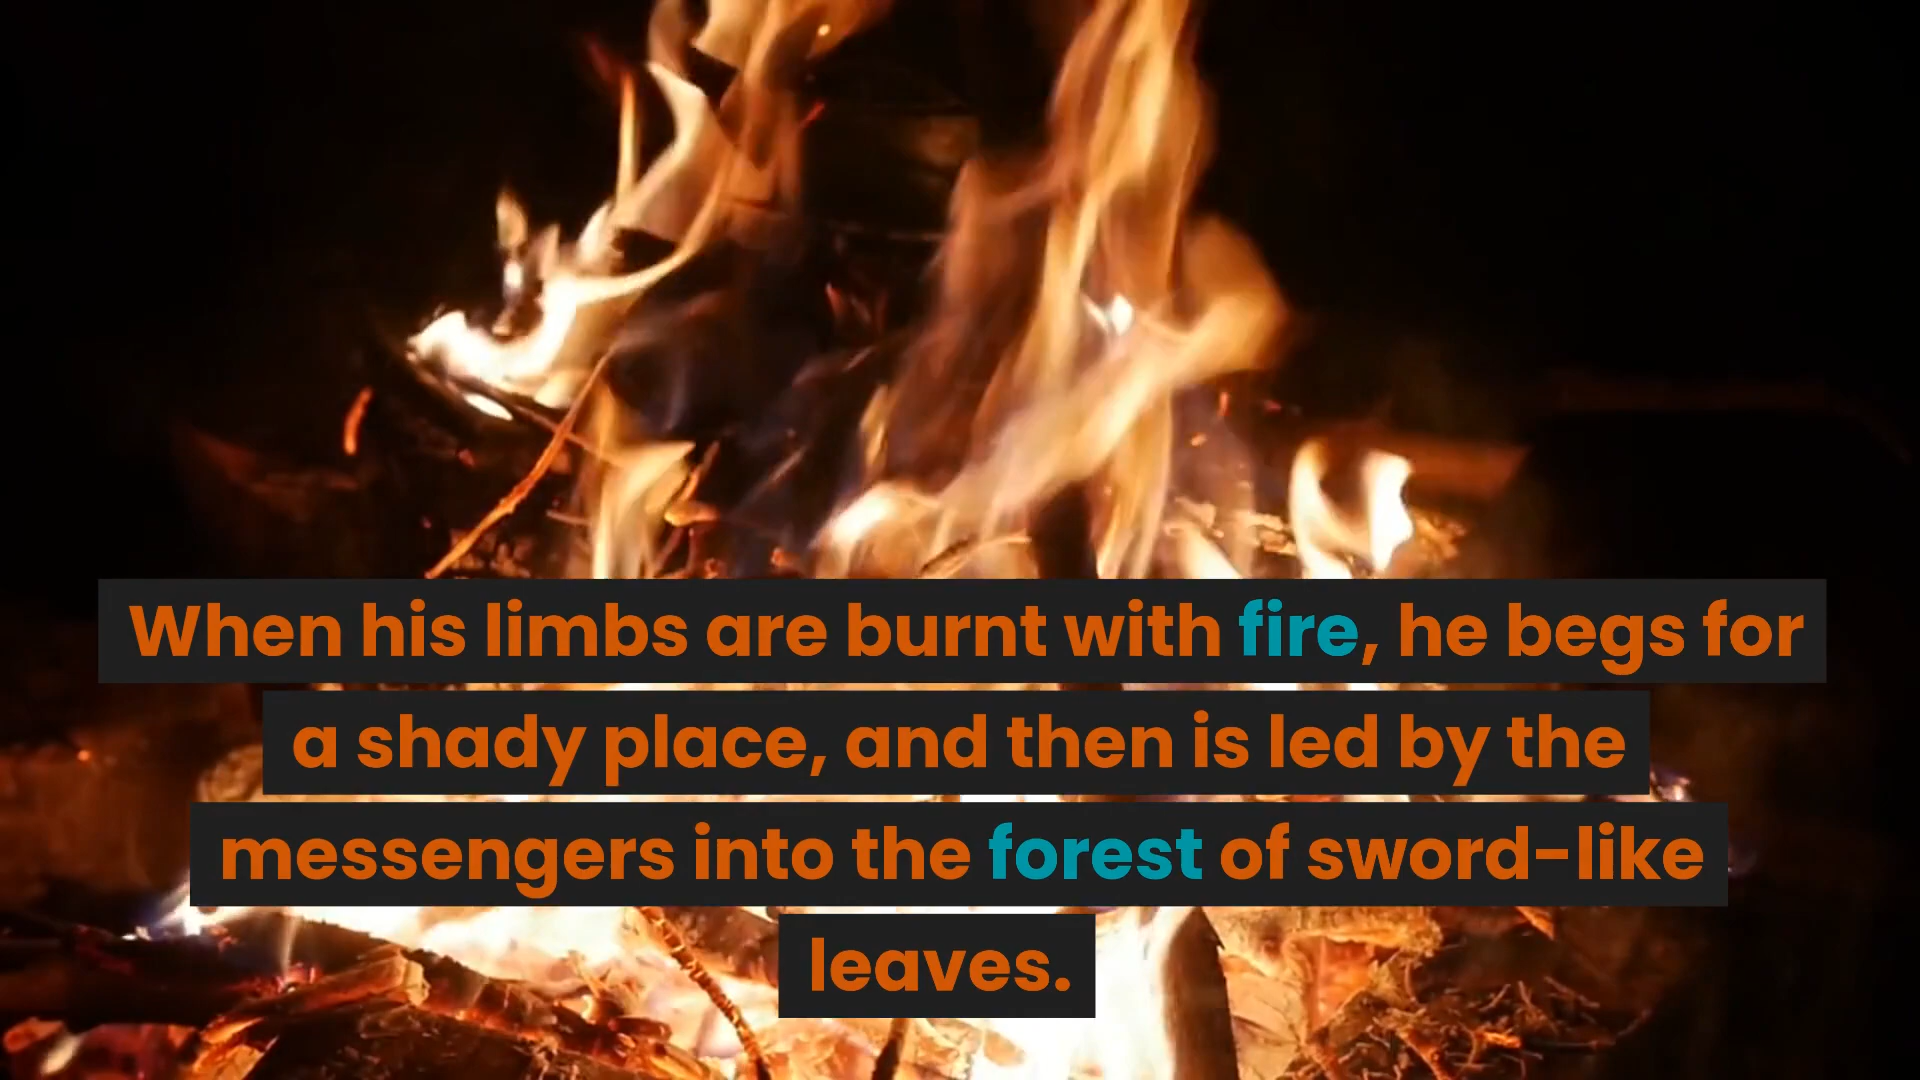 When his limbs are burnt with fire, he begs for
a shady place, and then is led by the
messengers into the forest of sword-like
leaves.